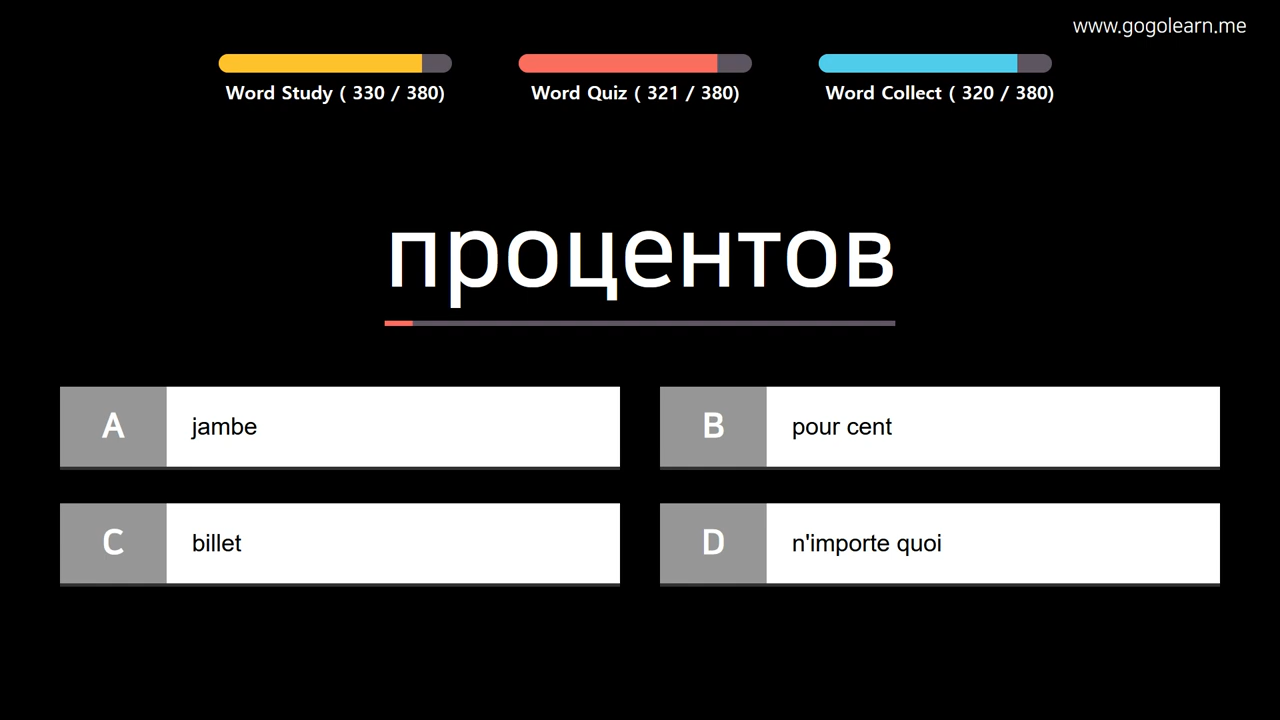 www.gogolearn.me
Word Study ( 330 / 380)
Word Quiz ( 321 / 380)
Word Collect ( 320 / 380)
процентов
A jambe
B pour cent
C billet
D n'importe quoi